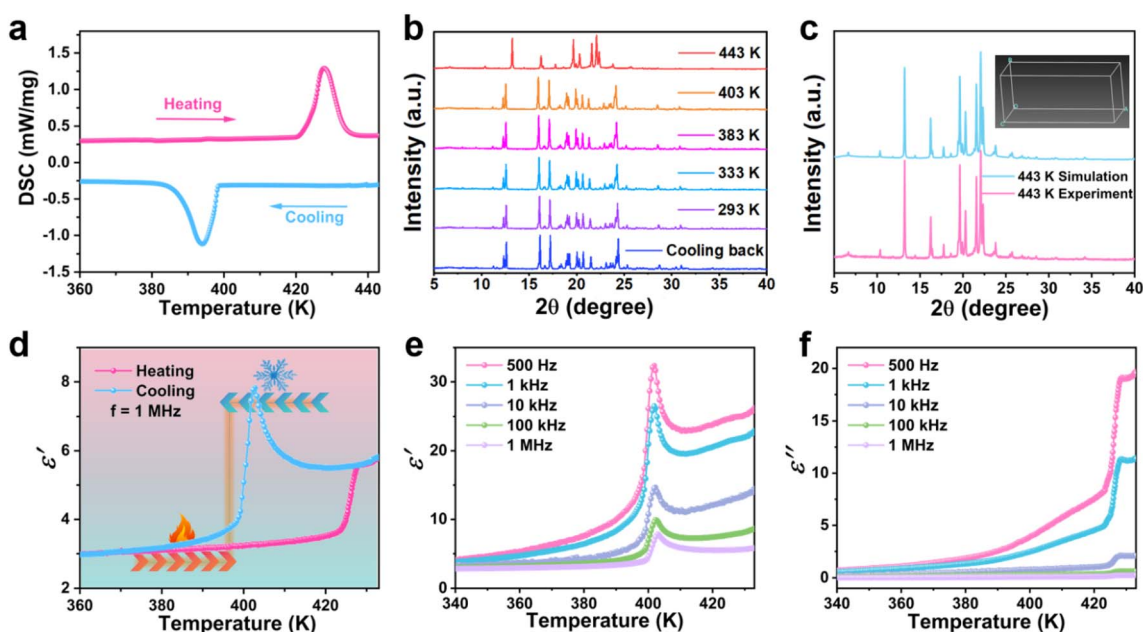 a
DSC (mW/mg)
1.5
1.0
0.5
0.0
-0.5
-1.0
-1.5
Heating
Cooling
360 380 400 420 440
Temperature (K)
b
Intensity (a.u.)
443 K
403 K
383 K
333 K
293 K
Cooling back
5 10 15 20 25 30 35 40
2θ (degree)
c
Intensity (a.u.)
443 K Simulation
443 K Experiment
5 10 15 20 25 30 35 40
2θ (degree)
d
ε′
8
6
4
2
Heating
Cooling
f = 1 MHz
360 380 400 420
Temperature (K)
e
ε′
30
20
10
0
500 Hz
1 kHz
10 kHz
100 kHz
1 MHz
340 360 380 400 420
Temperature (K)
f
ε′′
20
15
10
5
0
500 Hz
1 kHz
10 kHz
100 kHz
1 MHz
340 360 380 400 420
Temperature (K)